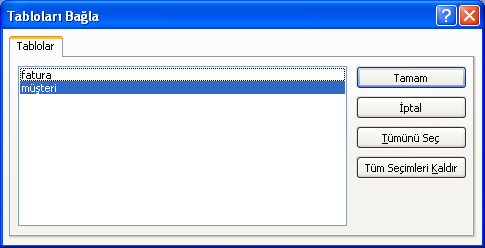 Tabloları Bağla
Tablolar
fatura
müşteri
Tamam
İptal
Tümünü Seç
Tüm Seçimleri Kaldır